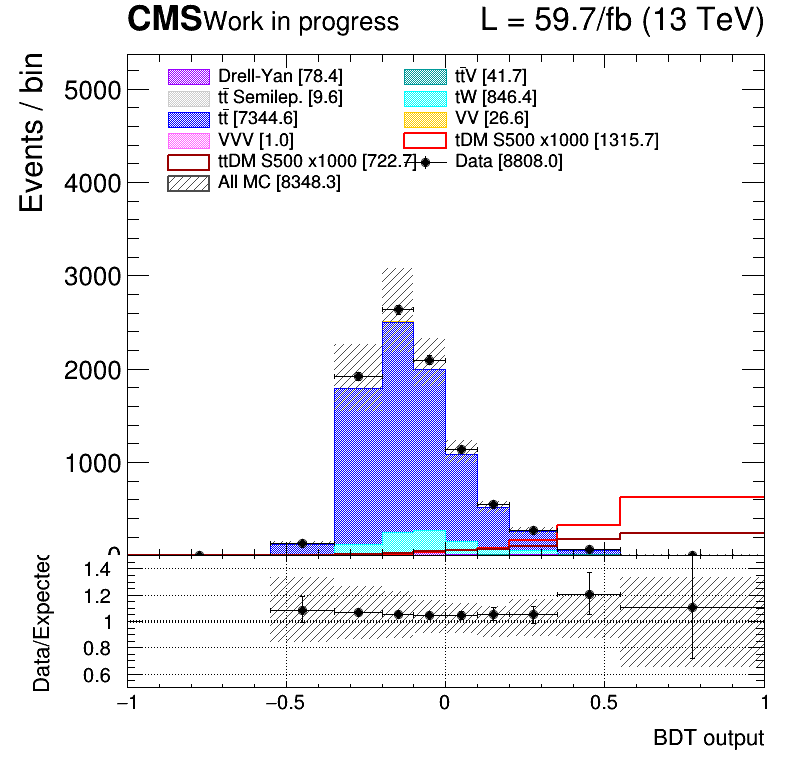 CMS Work in progress L = 59.7/fb (13 TeV)
Events / bin
Drell-Yan [78.4] tt̄V [41.7]
tt̄ Semilep. [9.6] tW [846.4]
tt̄ [7344.6] VV [26.6]
VVV [1.0] tDM S500 x1000 [1315.7]
ttDM S500 x1000 [722.7] Data [8808.0]
All MC [8348.3]
5000
4000
3000
2000
1000
0
Data/Expected
1.4
1.2
1
0.8
0.6
−1 −0.5 0 0.5 1
BDT output